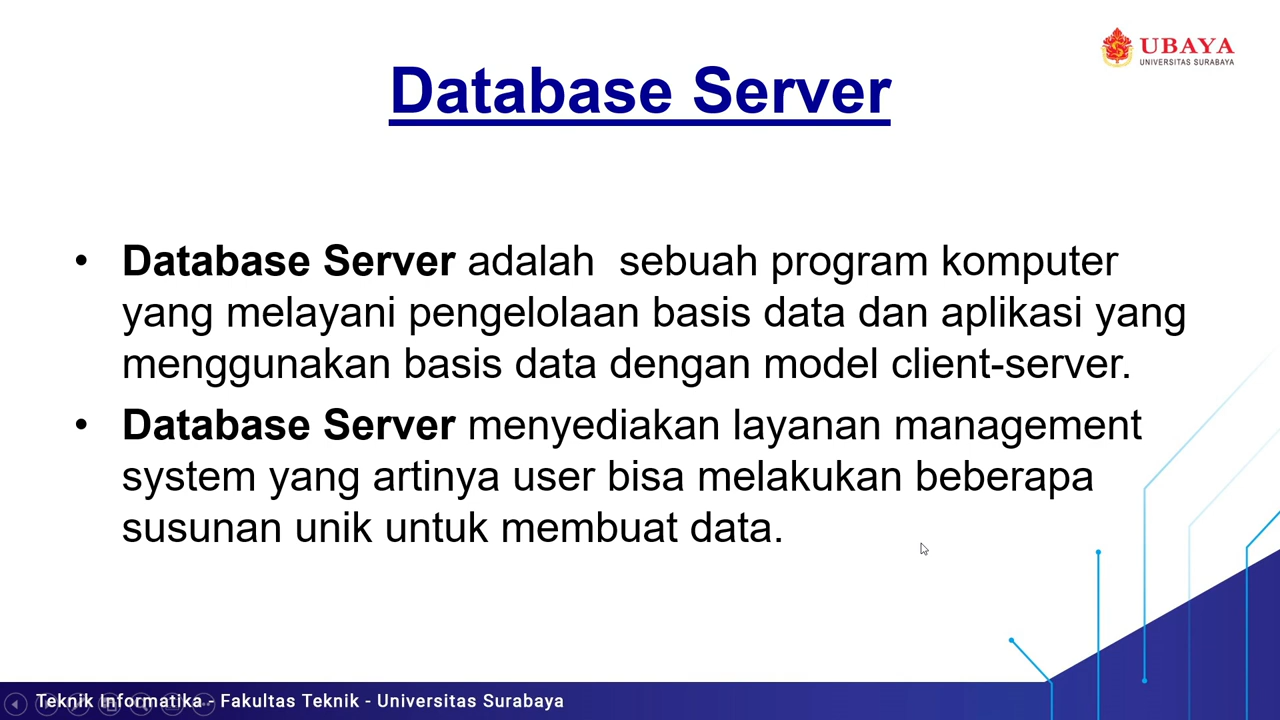 UBAYA
UNIVERSITAS SURABAYA
Database Server
• Database Server adalah  sebuah program komputer
yang melayani pengelolaan basis data dan aplikasi yang
menggunakan basis data dengan model client-server.
• Database Server menyediakan layanan management
system yang artinya user bisa melakukan beberapa
susunan unik untuk membuat data.
Teknik Informatika - Fakultas Teknik - Universitas Surabaya